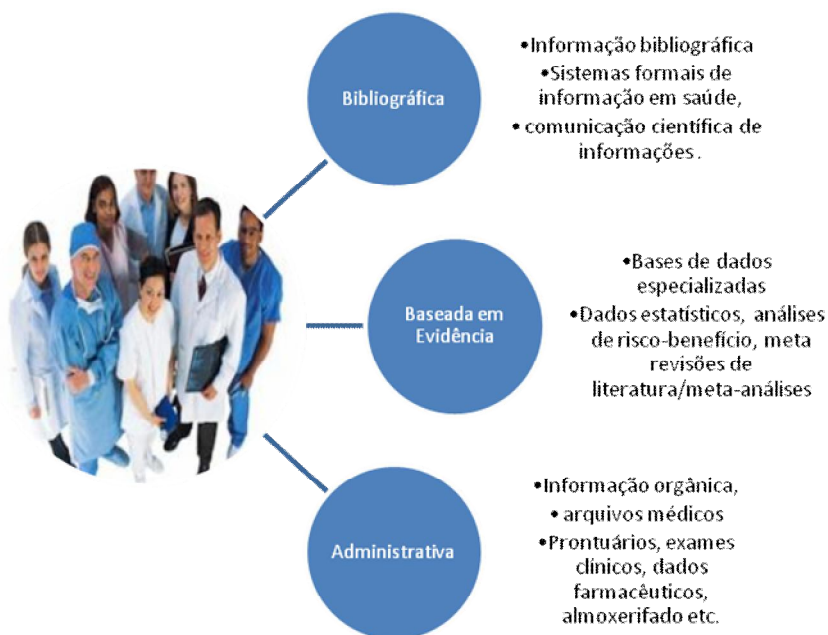 Bibliográfica
•Informação bibliográfica
•Sistemas formais de
informação em saúde,
• comunicação científica de
informações.
Baseada em
Evidência
•Bases de dados
especializadas
•Dados estatísticos, análises
de risco-benefício, meta
revisões de
literatura/meta-análises
Administrativa
•Informação orgânica,
• arquivos médicos
•Prontuários, exames
clínicos, dados
farmacêuticos,
almoxerifado etc.